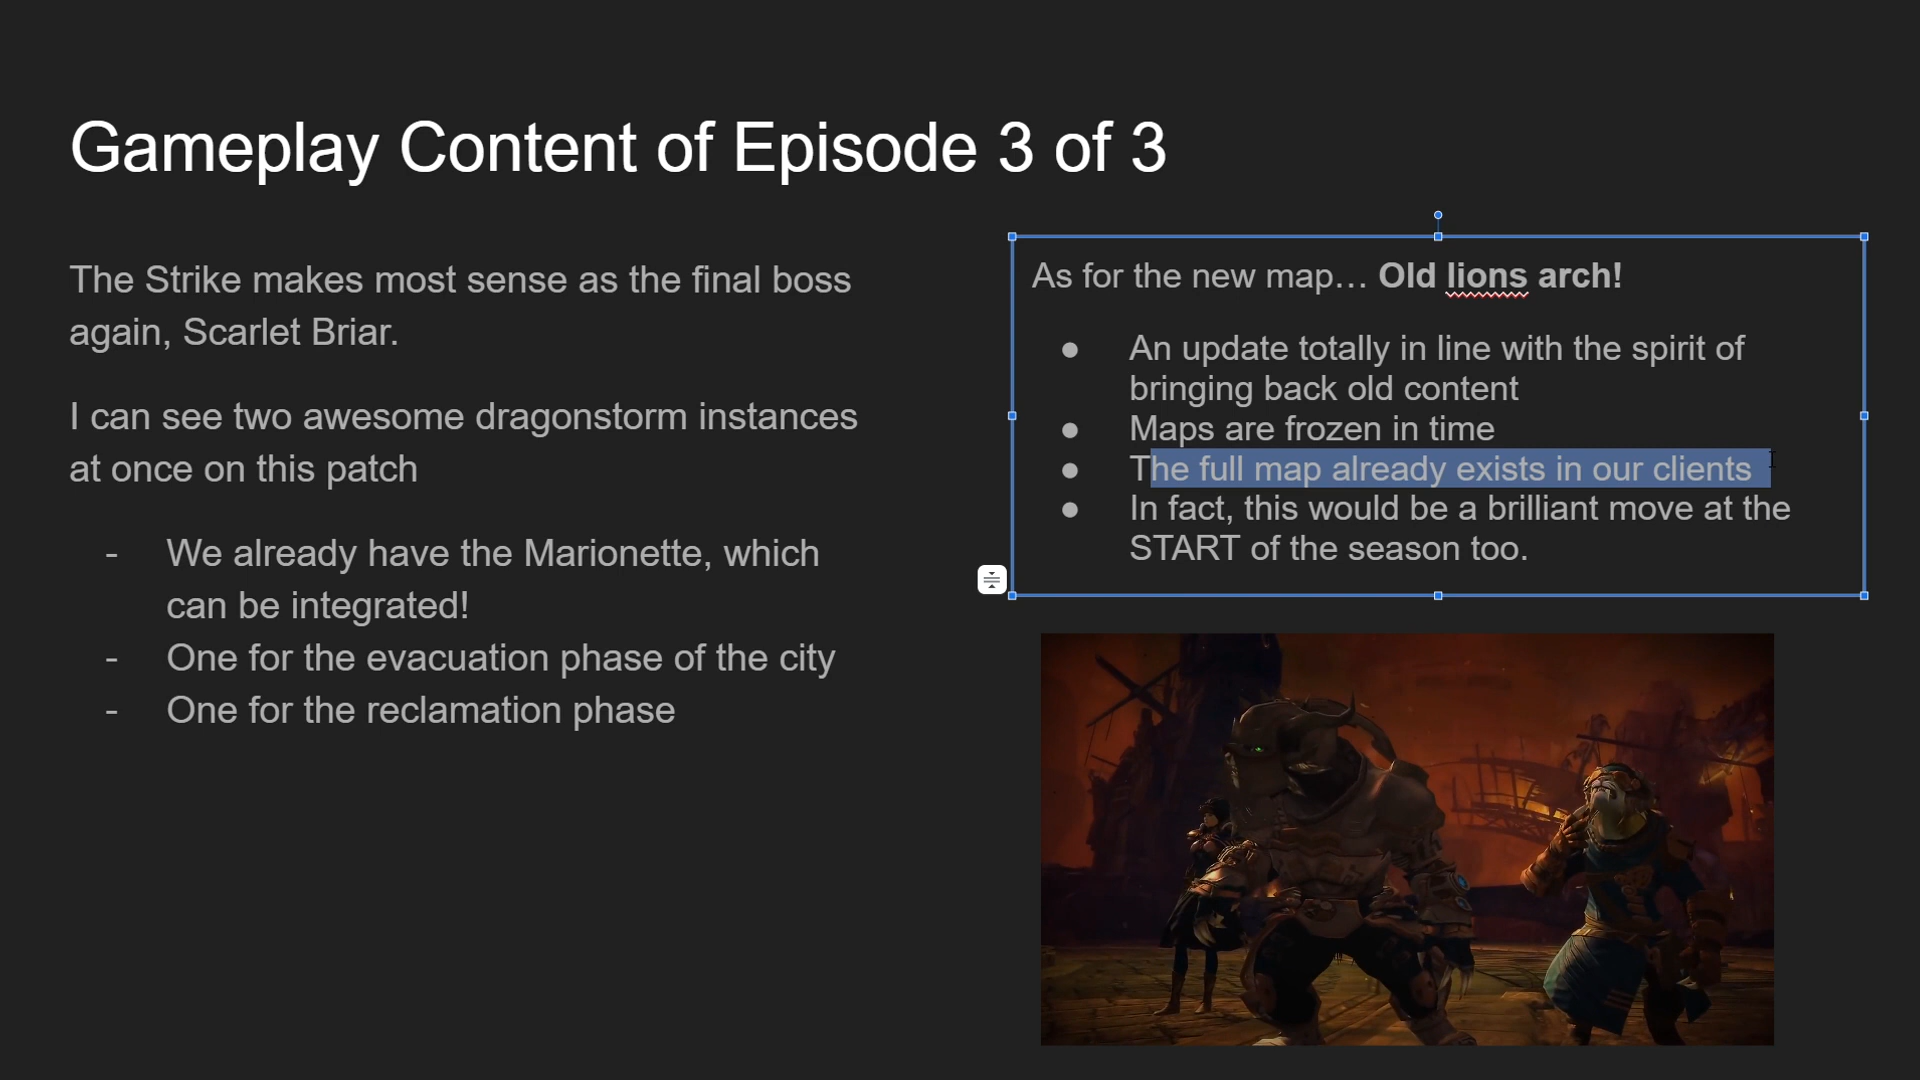 Gameplay Content of Episode 3 of 3
The Strike makes most sense as the final boss
again, Scarlet Briar.
I can see two awesome dragonstorm instances
at once on this patch
- We already have the Marionette, which
can be integrated!
- One for the evacuation phase of the city
- One for the reclamation phase
As for the new map… Old lions arch!
● An update totally in line with the spirit of
bringing back old content
● Maps are frozen in time
● The full map already exists in our clients
● In fact, this would be a brilliant move at the
START of the season too.